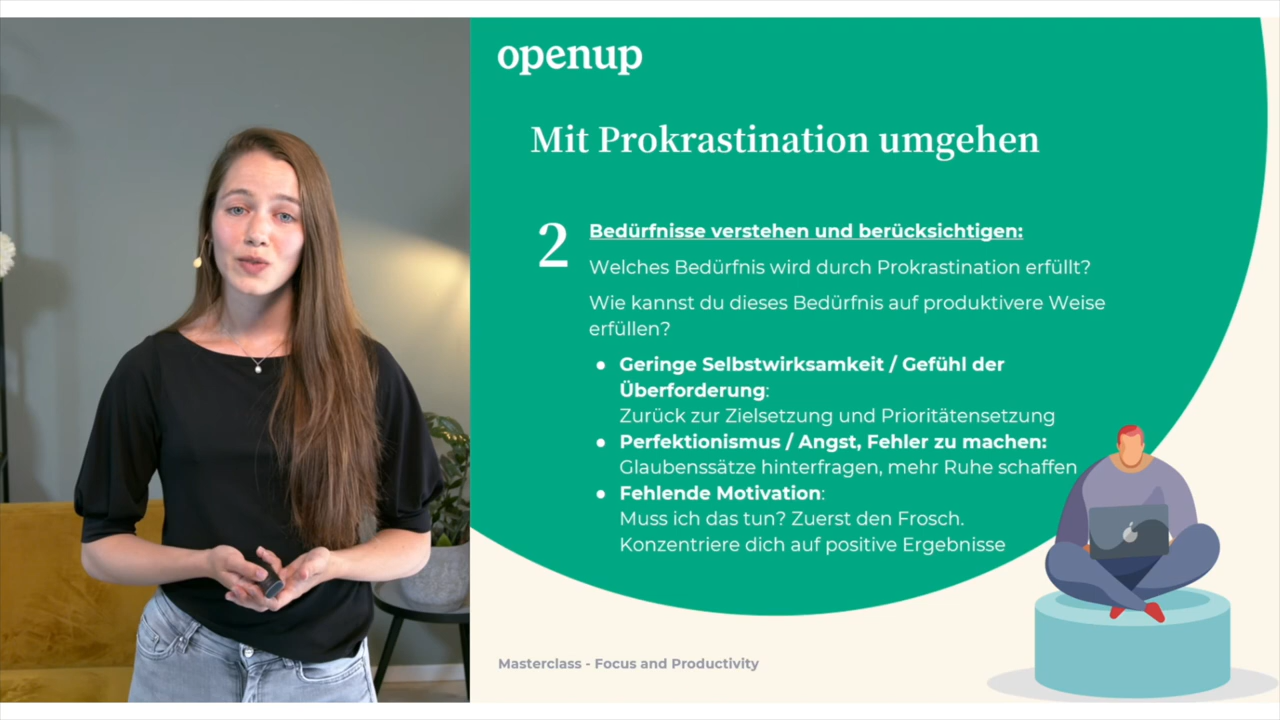 openup
Mit Prokrastination umgehen
2
Bedürfnisse verstehen und berücksichtigen:
Welches Bedürfnis wird durch Prokrastination erfüllt?
Wie kannst du dieses Bedürfnis auf produktivere Weise
erfüllen?
● Geringe Selbstwirksamkeit / Gefühl der
Überforderung:
Zurück zur Zielsetzung und Prioritätensetzung
● Perfektionismus / Angst, Fehler zu machen:
Glaubenssätze hinterfragen, mehr Ruhe schaffen
● Fehlende Motivation:
Muss ich das tun? Zuerst den Frosch.
Konzentriere dich auf positive Ergebnisse
Masterclass - Focus and Productivity